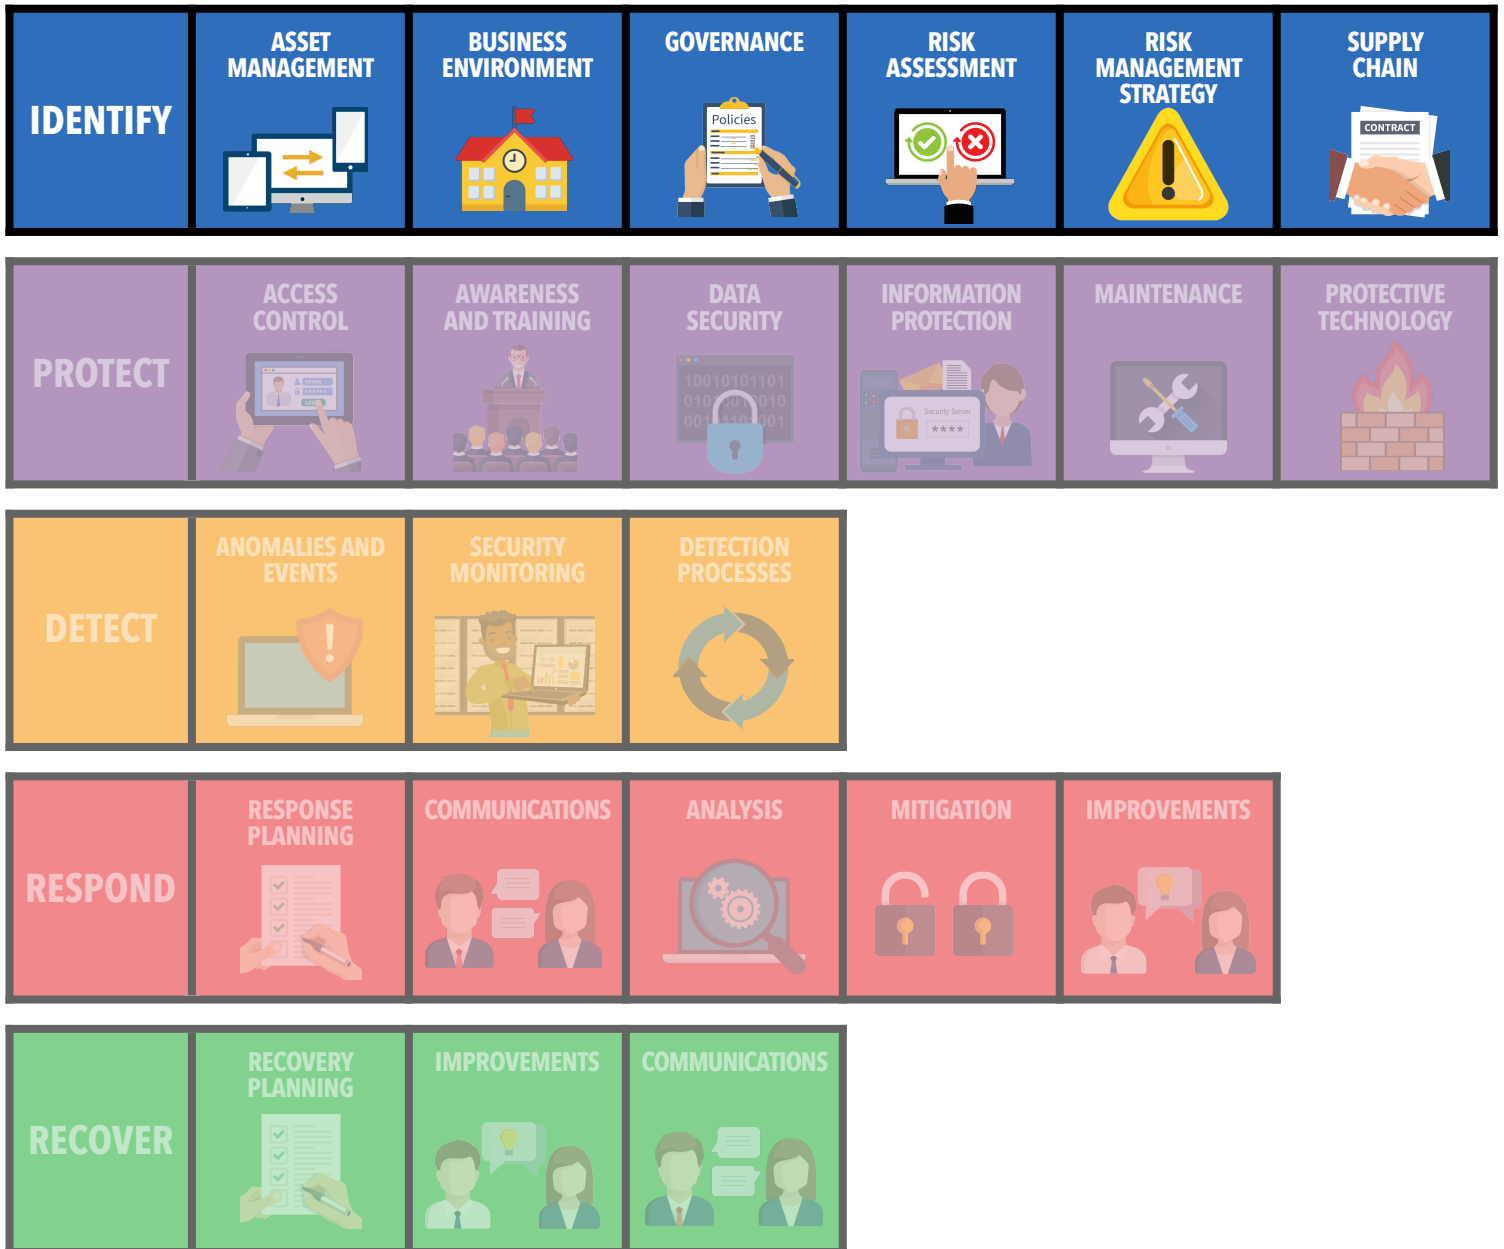 IDENTIFY
ASSET
MANAGEMENT
BUSINESS
ENVIRONMENT
GOVERNANCE
Policies
RISK
ASSESSMENT
RISK
MANAGEMENT
STRATEGY
SUPPLY
CHAIN
CONTRACT
PROTECT
ACCESS
CONTROL
AWARENESS
AND TRAINING
DATA
SECURITY
10010101101
INFORMATION
PROTECTION
Security Server
****
MAINTENANCE
PROTECTIVE
TECHNOLOGY
DETECT
ANOMALIES AND
EVENTS
SECURITY
MONITORING
DETECTION
PROCESSES
RESPOND
RESPONSE
PLANNING
COMMUNICATIONS
ANALYSIS
MITIGATION
IMPROVEMENTS
RECOVER
RECOVERY
PLANNING
IMPROVEMENTS
COMMUNICATIONS